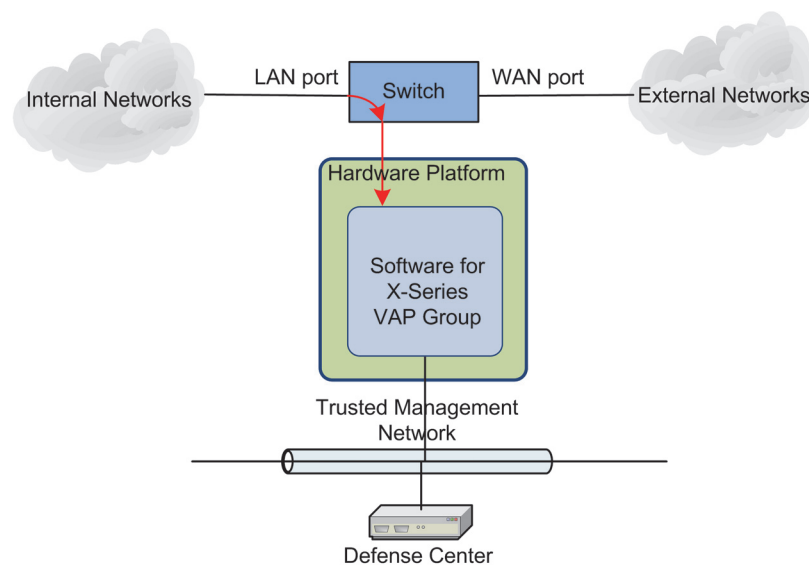 LAN port
WAN port
Switch
Internal Networks
External Networks
Hardware Platform
Software for
X-Series
VAP Group
Trusted Management
Network
Defense Center